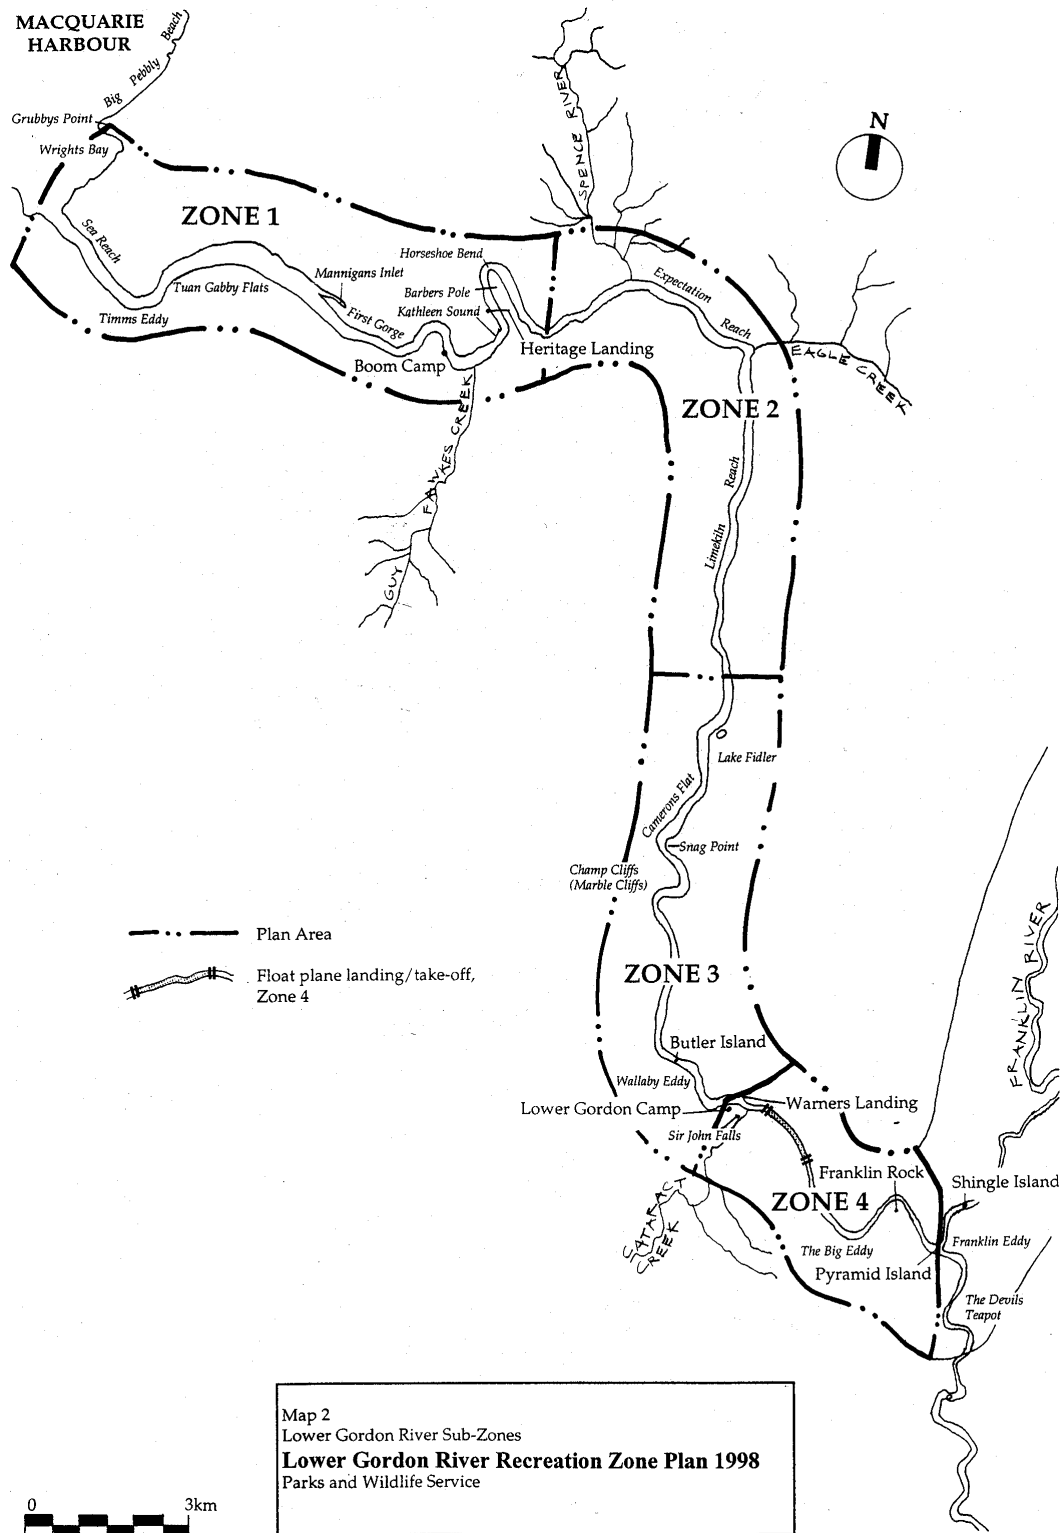 MACQUARIE
HARBOUR
Big Pebbly Beach
Grubbys Point
Wrights Bay
ZONE 1
Sea Reach
Tuan Gabby Flats
Timms Eddy
Mannigans Inlet
First Gorge
Horseshoe Bend
Barbers Pole
Kathleen Sound
Boom Camp
Heritage Landing
GUY FAWKES CREEK
SPENCE RIVER
N
Expectation Reach
EAGLE CREEK
ZONE 2
Limekiln Reach
Lake Fidler
Camerons Flat
Snag Point
Champ Cliffs
(Marble Cliffs)
Plan Area
Float plane landing/take-off,
Zone 4
ZONE 3
FRANKLIN RIVER
Butler Island
Wallaby Eddy
Lower Gordon Camp
Warners Landing
Sir John Falls
Franklin Rock
Shingle Island
ZONE 4
CATARACT
CREEK
The Big Eddy
Franklin Eddy
Pyramid Island
The Devils
Teapot
Map 2
Lower Gordon River Sub-Zones
Lower Gordon River Recreation Zone Plan 1998
Parks and Wildlife Service
0 3km